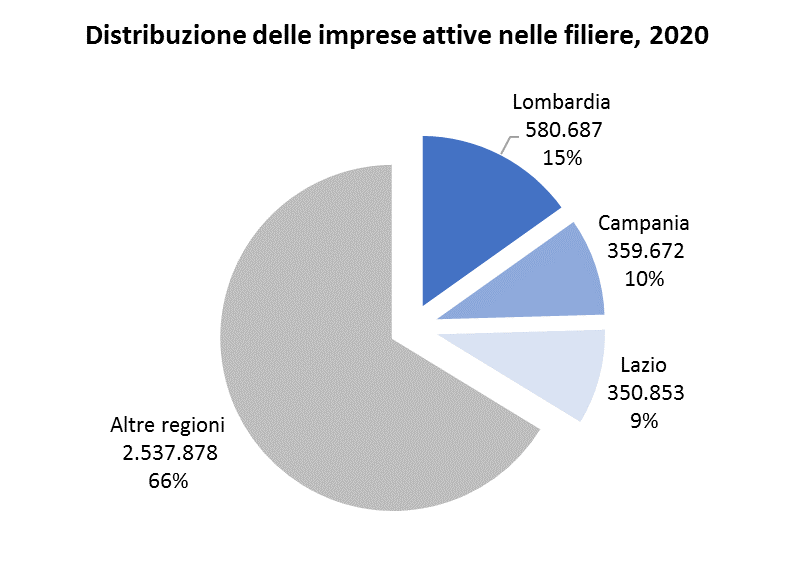 Distribuzione delle imprese attive nelle filiere, 2020
Lombardia
580.687
15%
Campania
359.672
10%
Lazio
350.853
9%
Altre regioni
2.537.878
66%